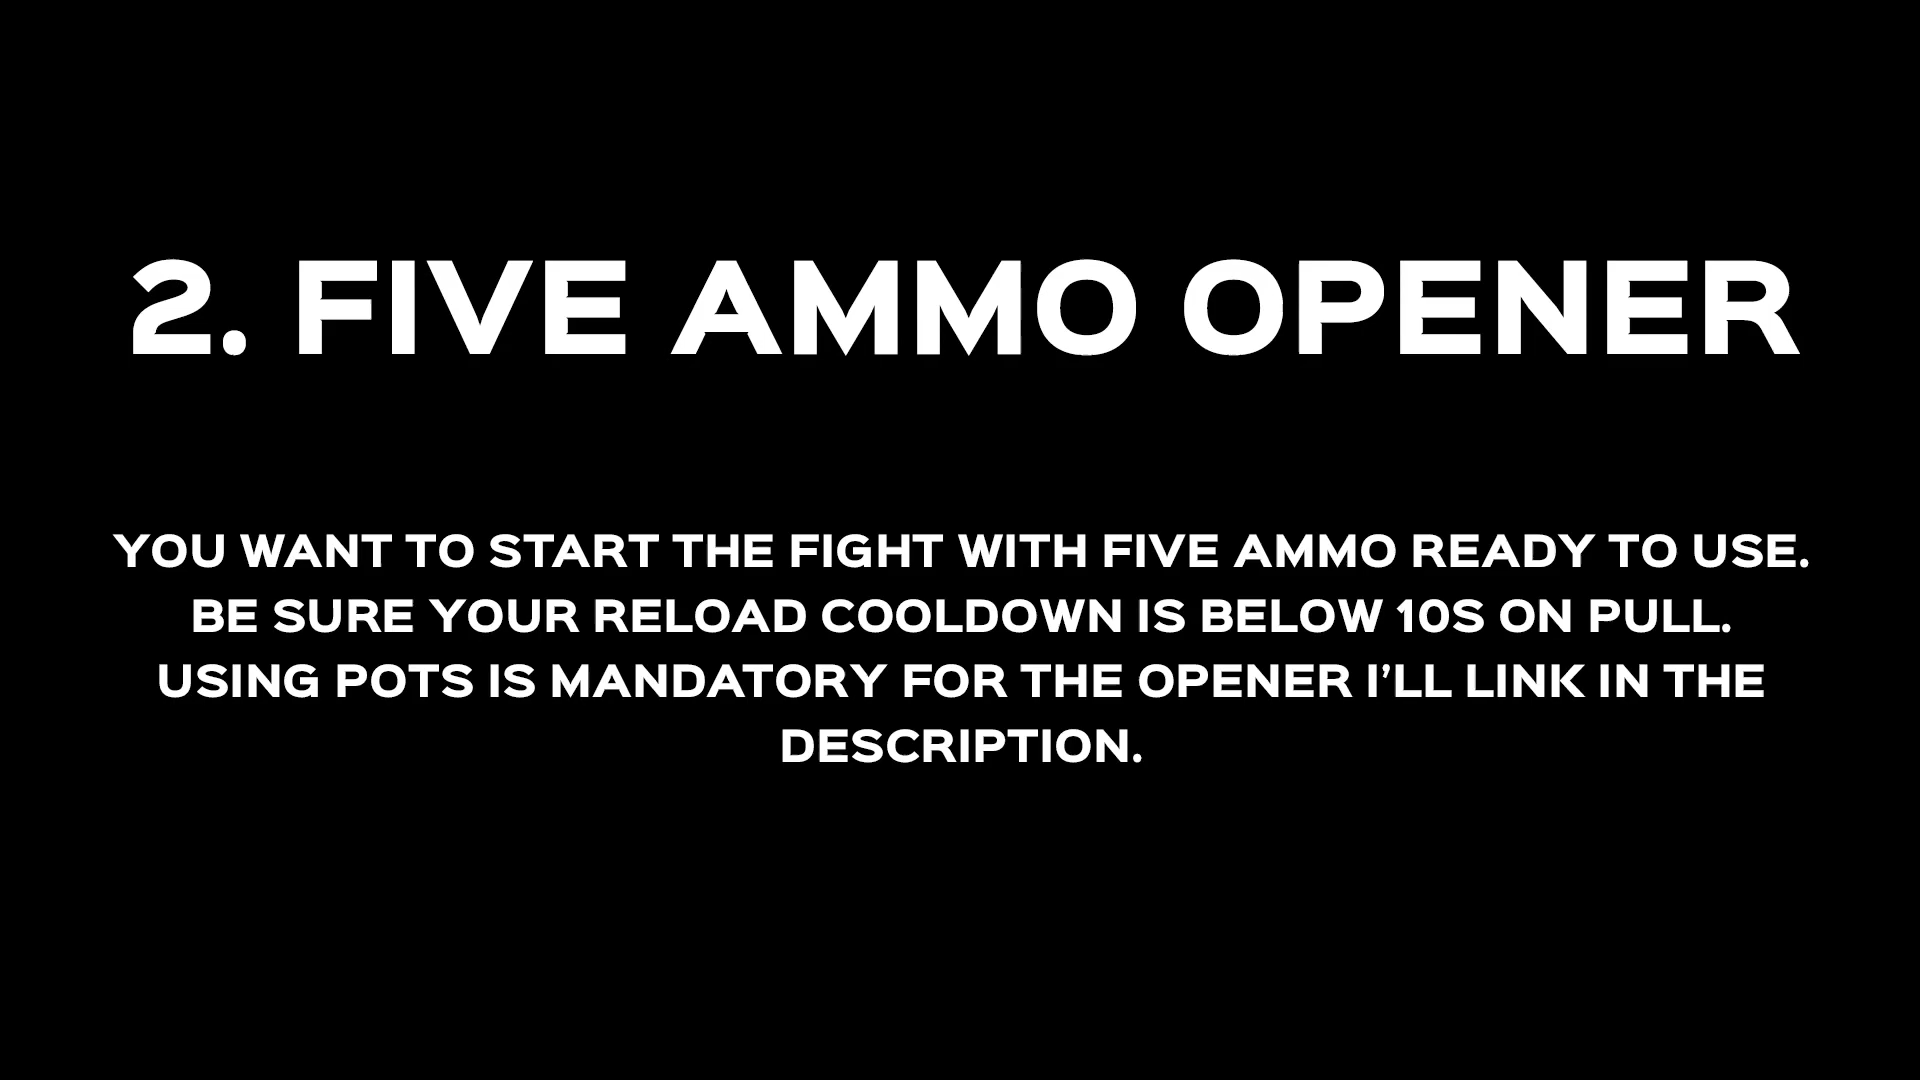 2. FIVE AMMO OPENER
YOU WANT TO START THE FIGHT WITH FIVE AMMO READY TO USE.
BE SURE YOUR RELOAD COOLDOWN IS BELOW 10S ON PULL.
USING POTS IS MANDATORY FOR THE OPENER I’LL LINK IN THE
DESCRIPTION.